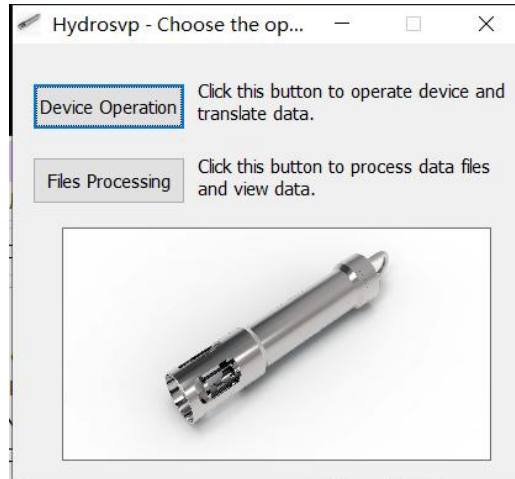 Hydrosvp - Choose the op...
Device Operation
Click this button to operate device and
translate data.
Files Processing
Click this button to process data files
and view data.